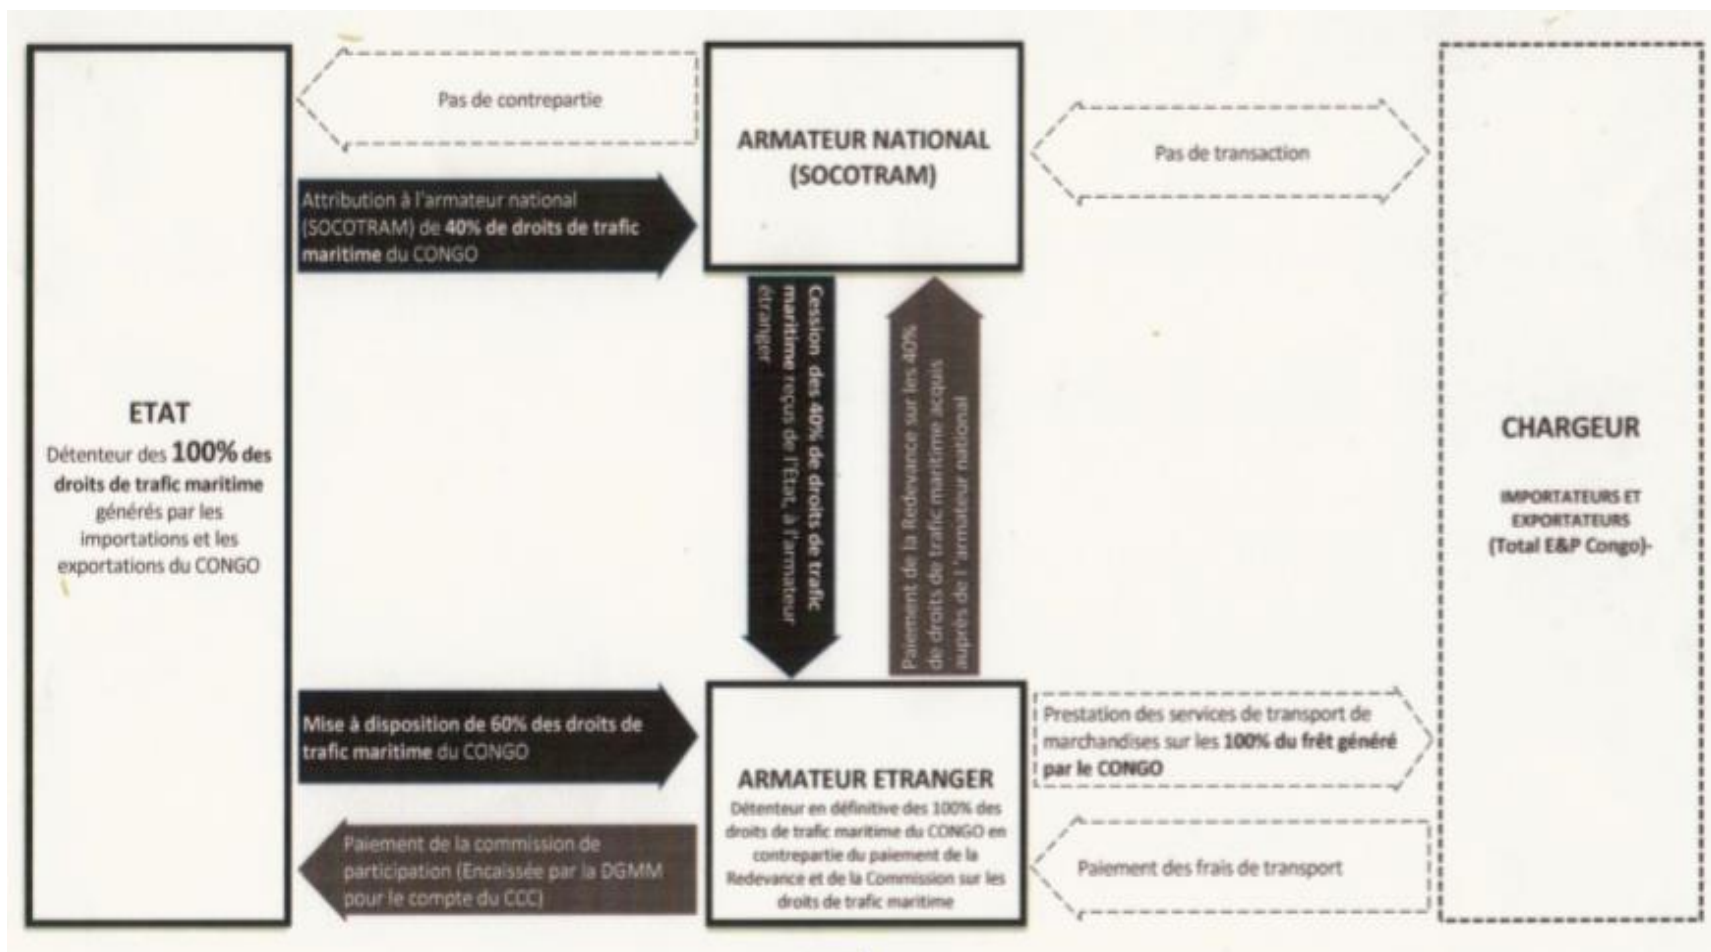 Pas de contrepartie
ARMATEUR NATIONAL
(SOCOTRAM)
Pas de transaction
Attribution à l'armateur national
(SOCOTRAM) de 40% de droits de trafic
maritime du CONGO
Cession des 40% de droits de trafic
maritime reçus de l'Etat, à l'armateur
étranger
Paiement de la Redevance sur les 40%
de droits de trafic maritime acquis
auprès de l'armateur national
ETAT
Détenteur des 100% des
droits de trafic maritime
générés par les
importations et les
exportations du CONGO
CHARGEUR
IMPORTATEURS ET
EXPORTATEURS
(Total E&P Congo)-
Mise à disposition de 60% des droits de
trafic maritime du CONGO
Paiement de la commission de
participation (Encaissée par la DGMM
pour le compte du CCC)
ARMATEUR ETRANGER
Détenteur en définitive des 100% des
droits de trafic maritime du CONGO en
contrepartie du paiement de la
Redevance et de la Commission sur les
droits de trafic maritime
Prestation des services de transport de
marchandises sur les 100% du frêt généré
par le CONGO
Paiement des frais de transport